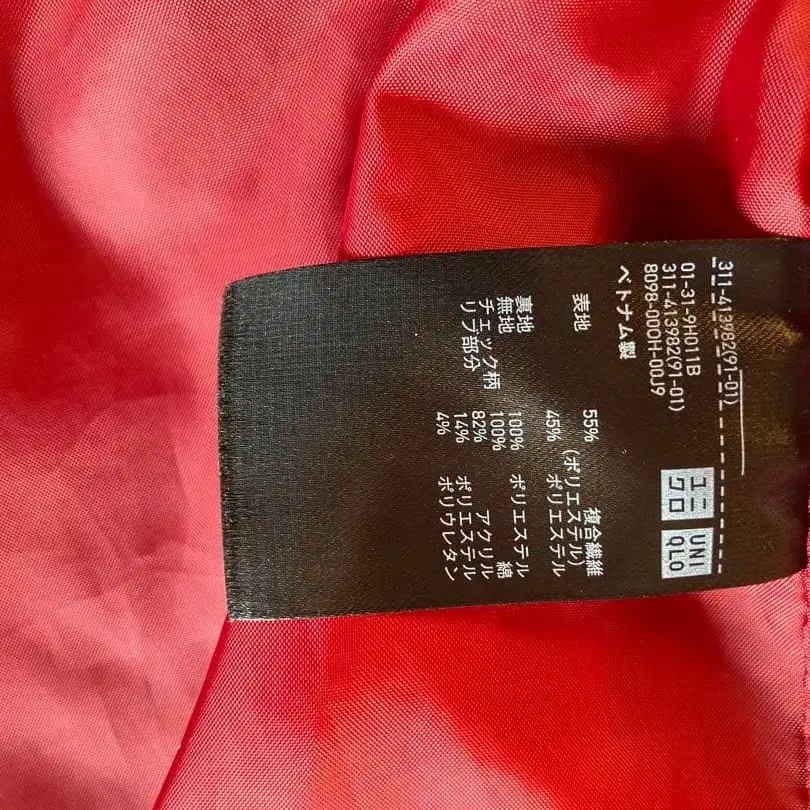 311-413982(91-01)
ユニ
クロ
UNI
QLO
01-31-9H011B
311-413982(91-01)
8098-000H-00J9
ベトナム製
表地 55% 複合繊維
(ポリエステル)
45% ポリエステル
裏地
無地 100% ポリエステル
チェック柄 100% 綿
リブ部分 82% アクリル
14% ポリエステル
4% ポリウレタン